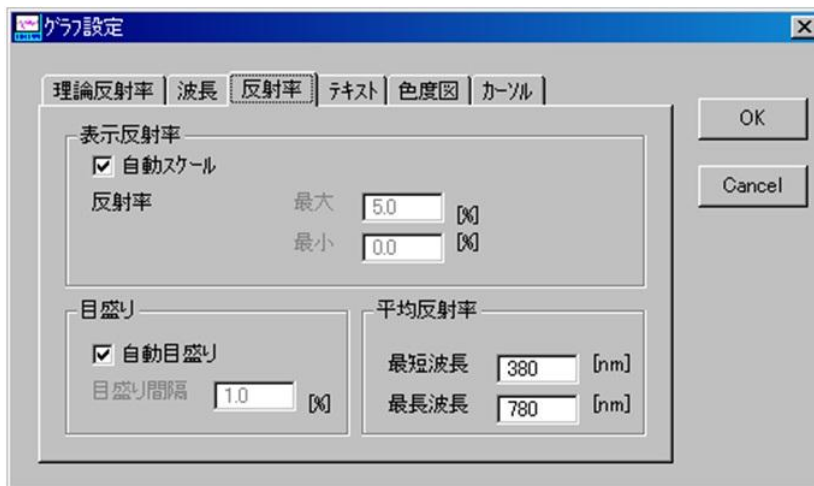 グラフ設定
理論反射率 波長 反射率 テキスト 色度図 カーソル
OK
Cancel
表示反射率
自動スケール
反射率 最大 5.0 [%]
最小 0.0 [%]
目盛り
自動目盛り
目盛り間隔 1.0 [%]
平均反射率
最短波長 380 [nm]
最長波長 780 [nm]